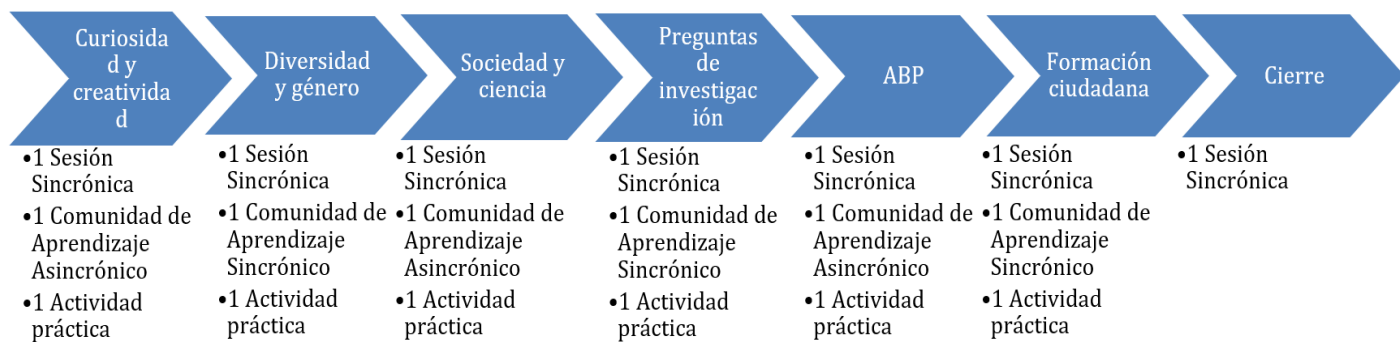 Curiosida
d y
creativida
d
•1 Sesión
Sincrónica
•1 Comunidad de
Aprendizaje
Asincrónico
•1 Actividad
práctica
Diversidad
y género
•1 Sesión
Sincrónica
•1 Comunidad de
Aprendizaje
Sincrónico
•1 Actividad
práctica
Sociedad y
ciencia
•1 Sesión
Sincrónica
•1 Comunidad de
Aprendizaje
Asincrónico
•1 Actividad
práctica
Preguntas
de
investigac
ión
•1 Sesión
Sincrónica
•1 Comunidad de
Aprendizaje
Sincrónico
•1 Actividad
práctica
ABP
•1 Sesión
Sincrónica
•1 Comunidad de
Aprendizaje
Asincrónico
•1 Actividad
práctica
Formación
ciudadana
•1 Sesión
Sincrónica
•1 Comunidad de
Aprendizaje
Sincrónico
•1 Actividad
práctica
Cierre
•1 Sesión
Sincrónica